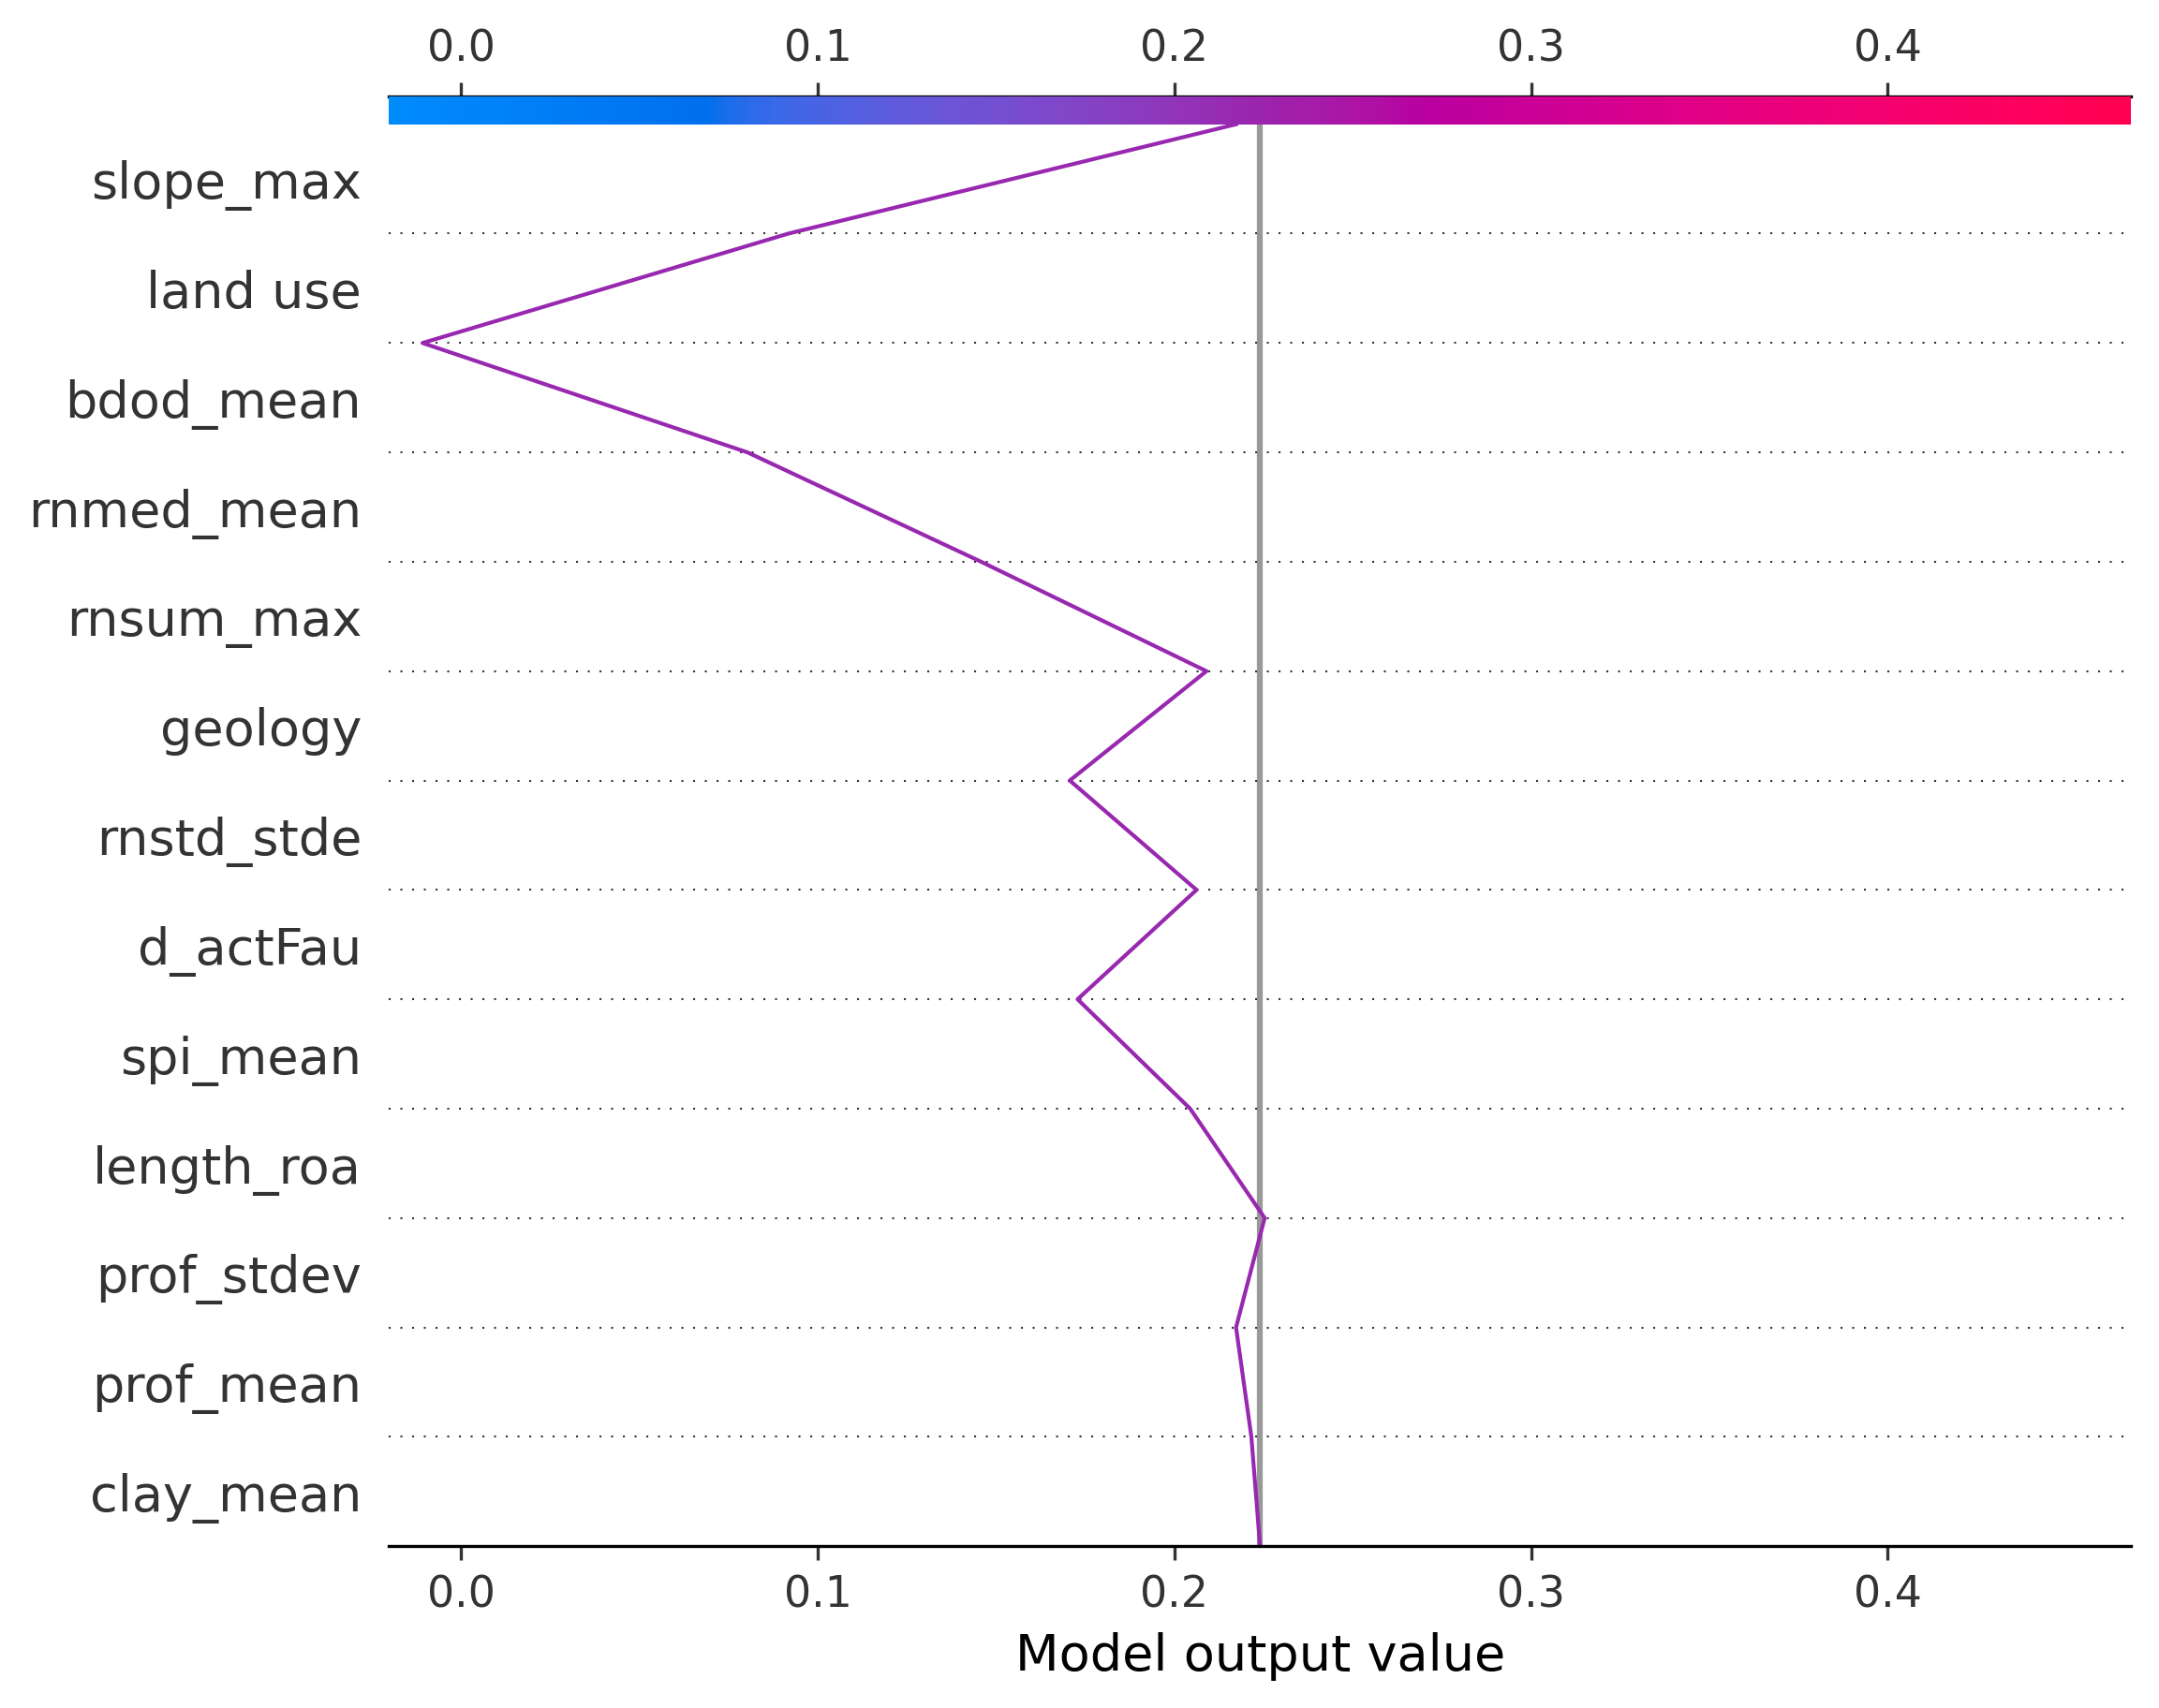 0.0 0.1 0.2 0.3 0.4
slope_max
land use
bdod_mean
rnmed_mean
rnsum_max
geology
rnstd_stde
d_actFau
spi_mean
length_roa
prof_stdev
prof_mean
clay_mean
0.0 0.1 0.2 0.3 0.4
Model output value